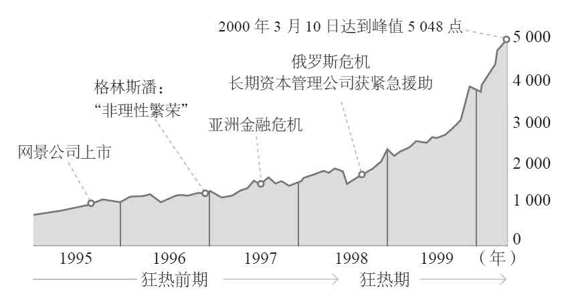 2000 年 3 月 10 日达到峰值 5 048 点
5 000
俄罗斯危机
长期资本管理公司获紧急援助
格林斯潘：
“非理性繁荣”
4 000
亚洲金融危机
3 000
网景公司上市
2 000
1 000
0
1995 1996 1997 1998 1999 （年）
狂热前期 狂热期